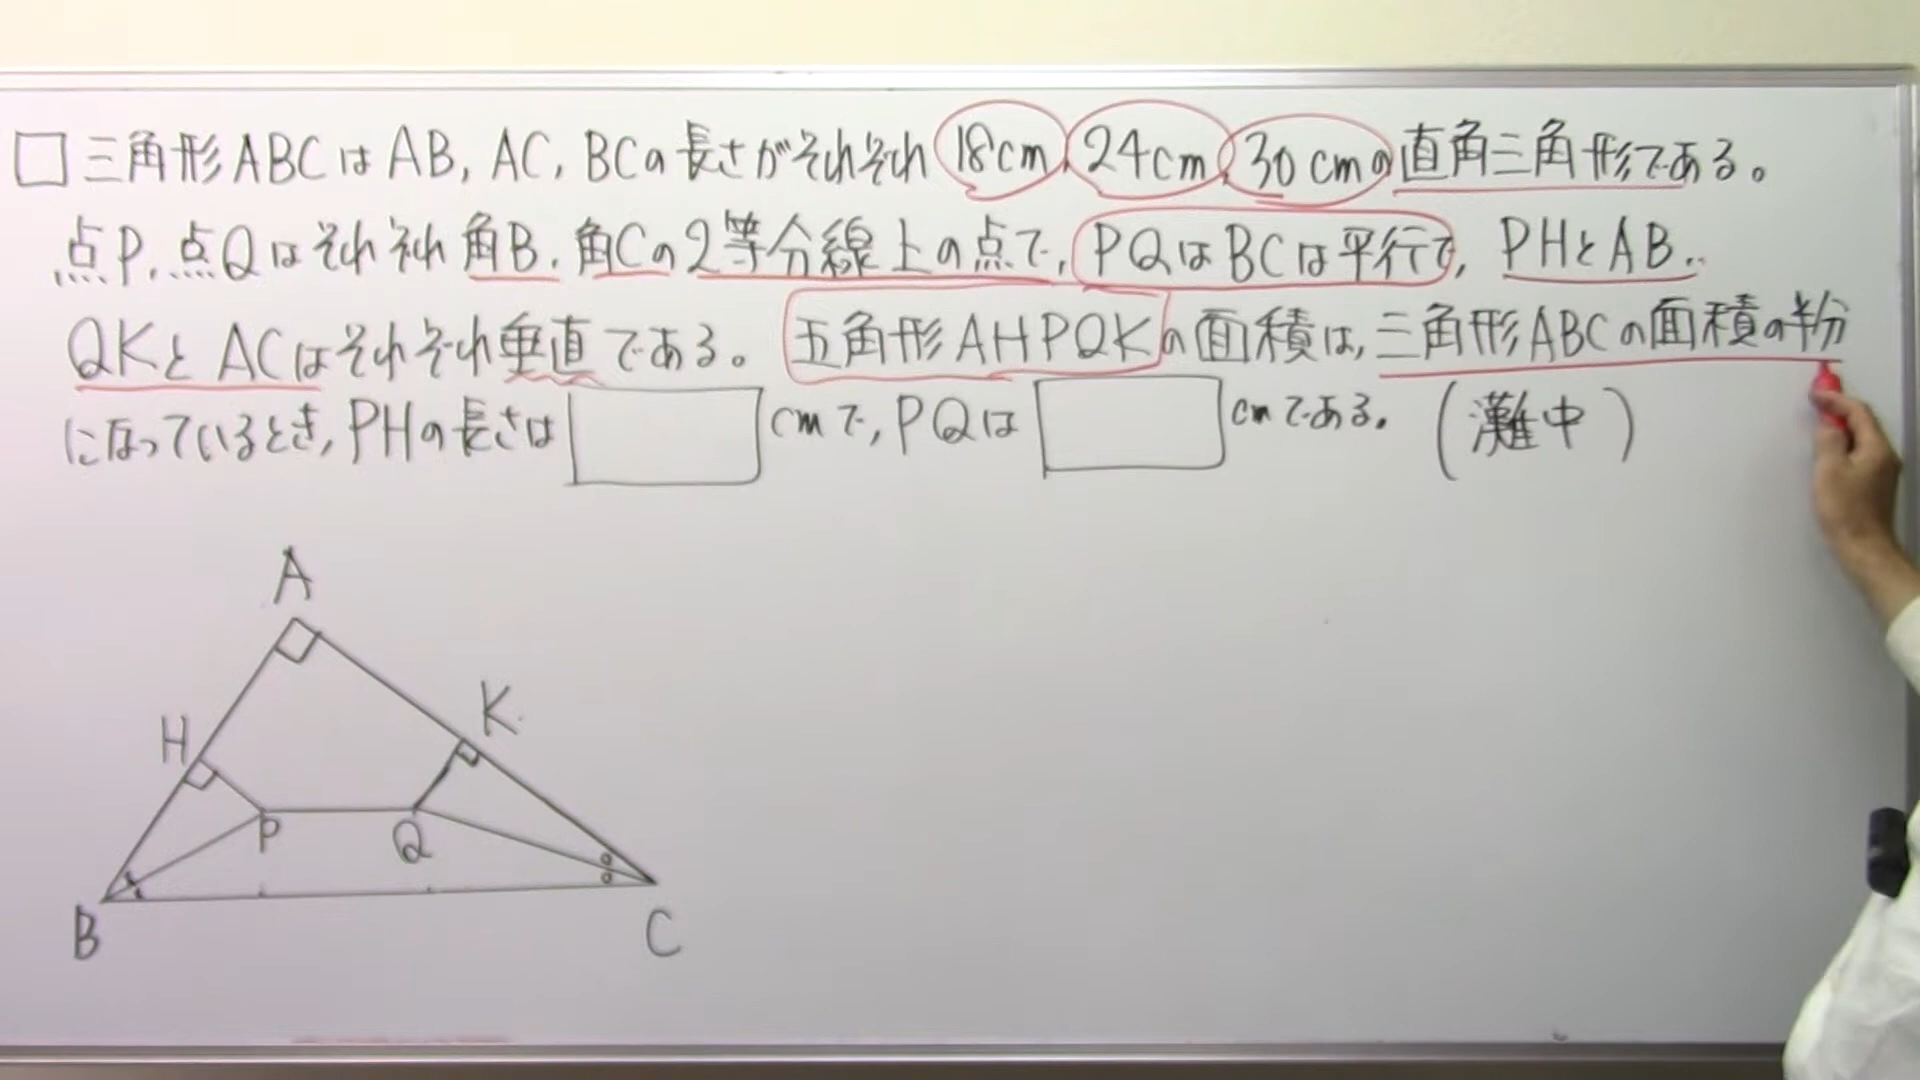 □三角形ABCはAB, AC, BCの長さがそれぞれ18cm, 24cm, 30cmの直角三角形である。
点P, 点Qはそれぞれ角B, 角Cの2等分線上の点で, PQはBCは平行で, PHとAB,
QKとACはそれぞれ垂直である。五角形AHPQKの面積は, 三角形ABCの面積の半分
になっているとき, PHの長さは□cmで, PQは□cmである。(灘中)
A
H
K
P
Q
B
C